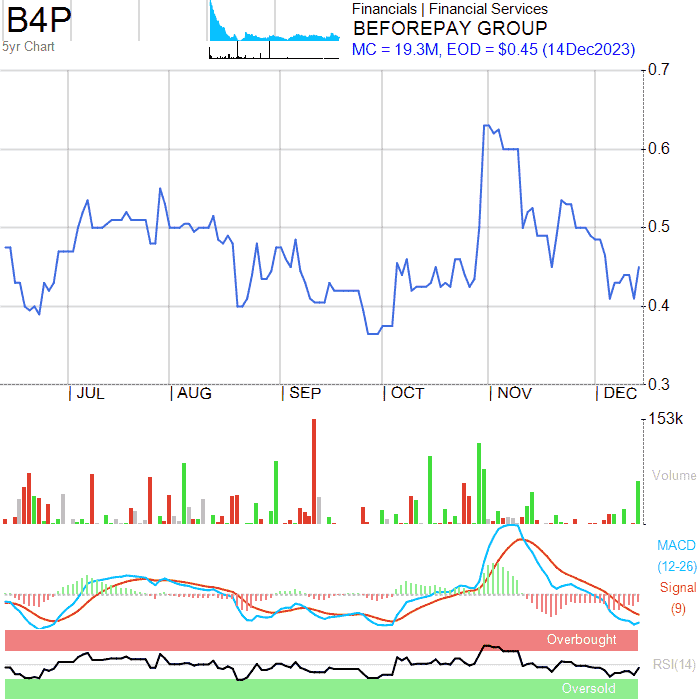 B4P
5yr Chart
Financials | Financial Services
BEFOREPAY GROUP
MC = 19.3M, EOD = $0.45 (14Dec2023)
0.7
0.6
0.5
0.4
0.3
| JUL | AUG | SEP | OCT | NOV | DEC
153k
Volume
MACD
(12-26)
Signal
(9)
Overbought
RSI(14)
Oversold